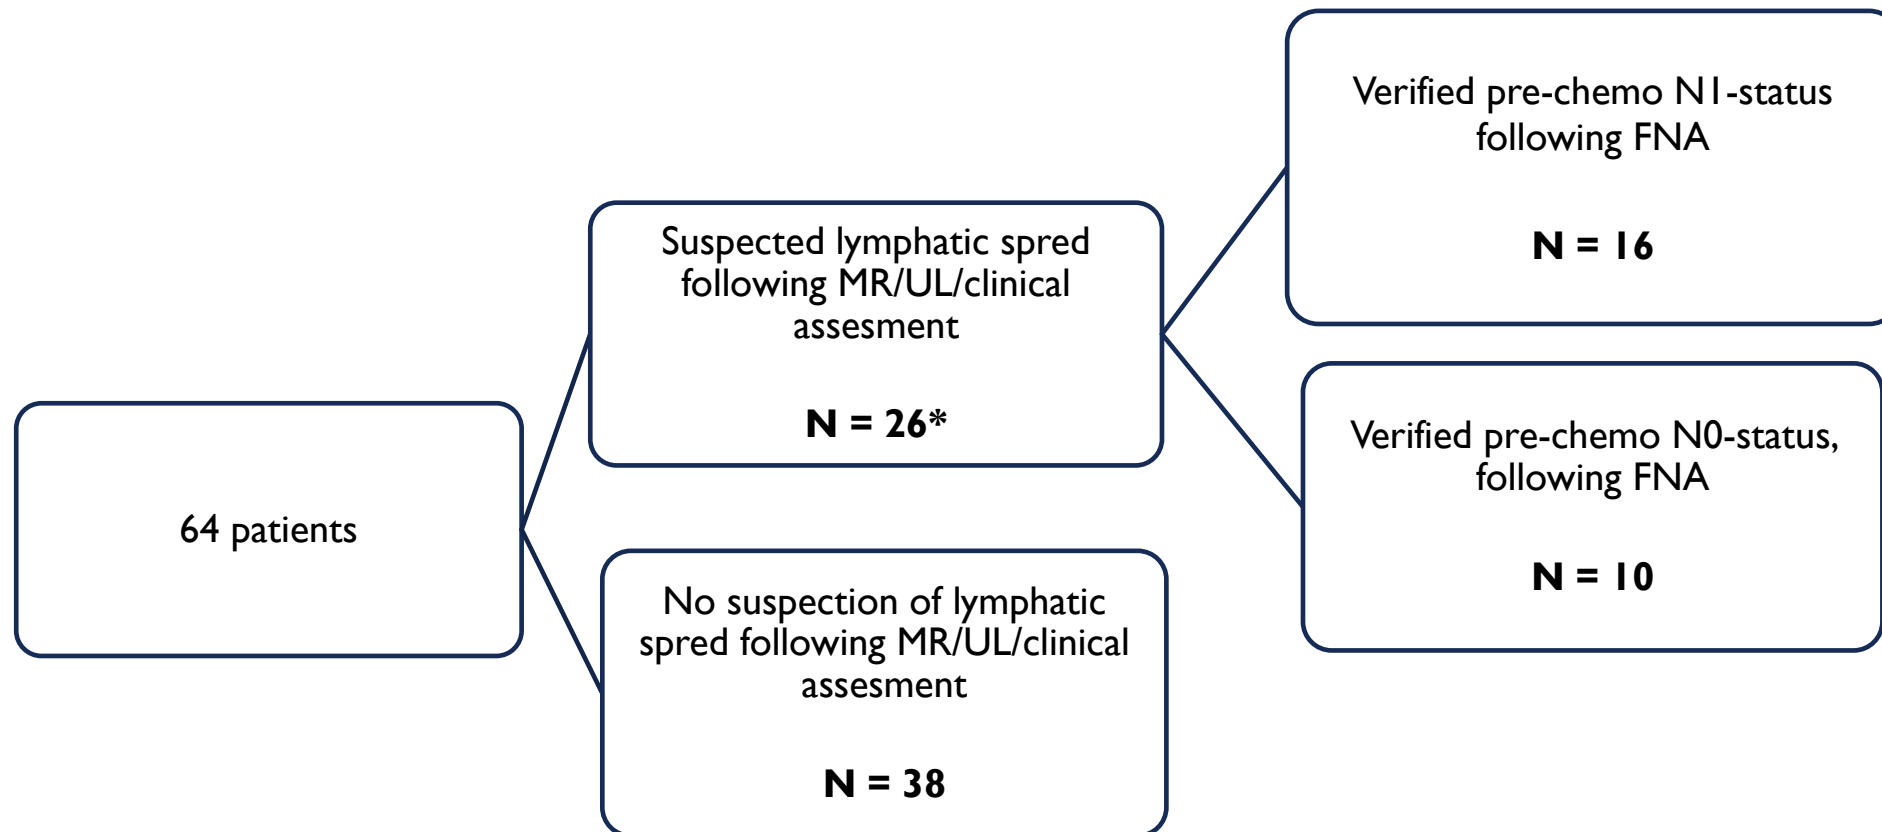 64 patients
Suspected lymphatic spred
following MR/UL/clinical
assesment
N = 26*
No suspection of lymphatic
spred following MR/UL/clinical
assesment
N = 38
Verified pre-chemo N1-status
following FNA
N = 16
Verified pre-chemo N0-status,
following FNA
N = 10